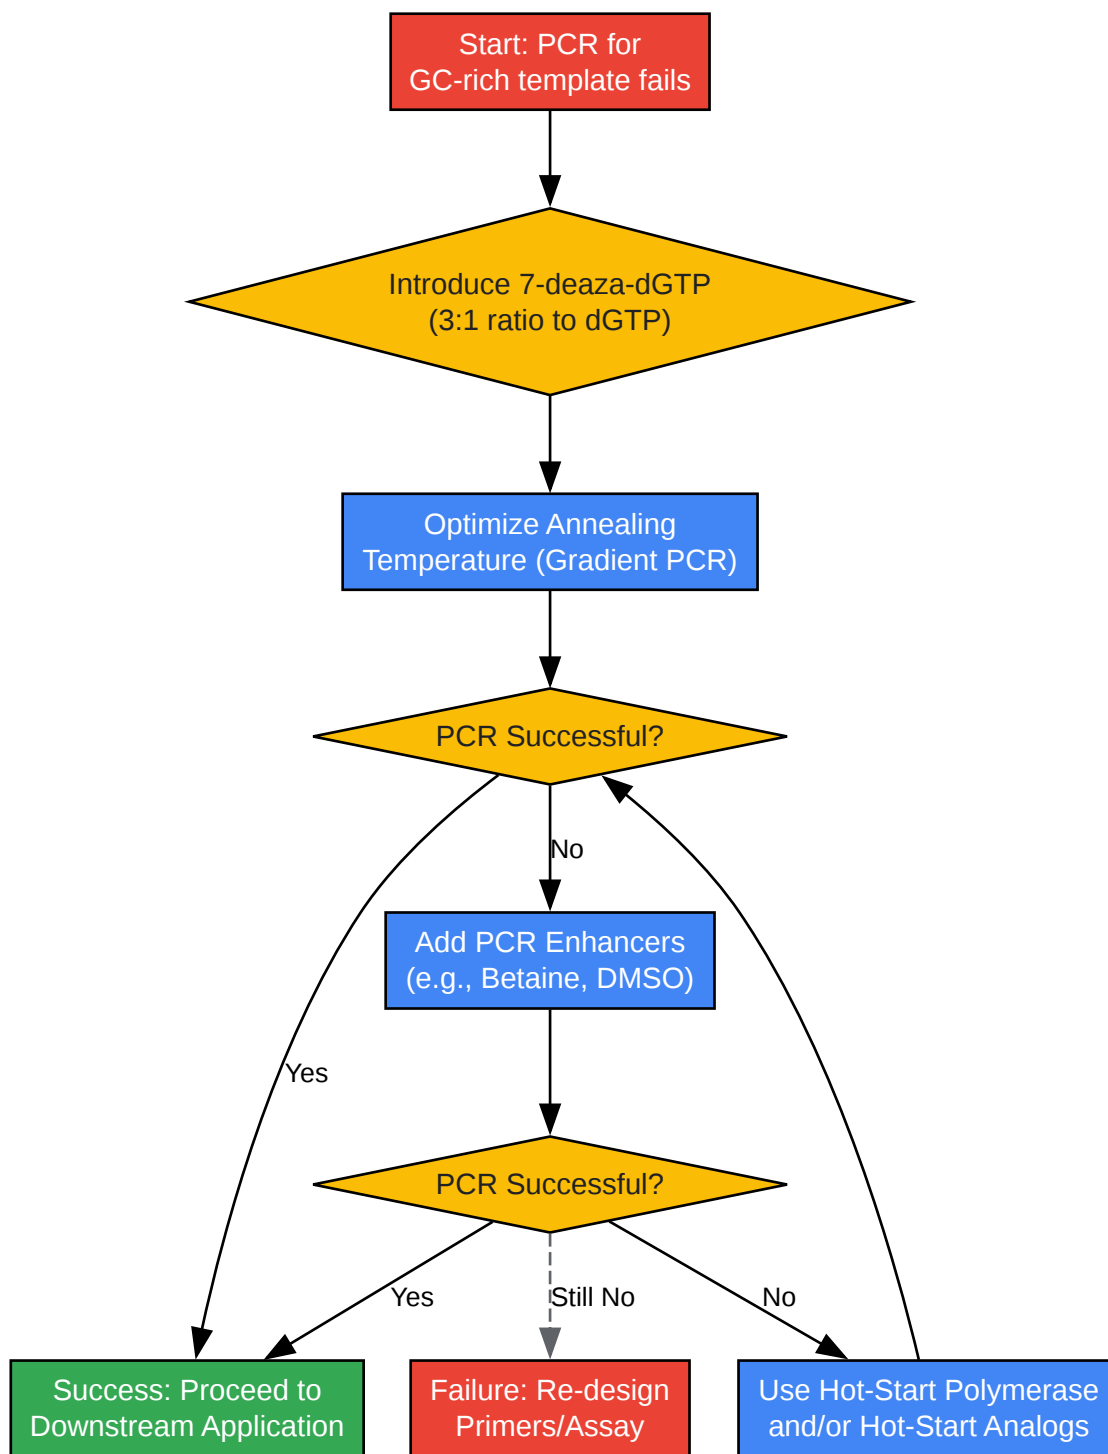 Start: PCR for
GC-rich template fails
Introduce 7-deaza-dGTP
(3:1 ratio to dGTP)
Optimize Annealing
Temperature (Gradient PCR)
PCR Successful?
No
Add PCR Enhancers
(e.g., Betaine, DMSO)
Yes
PCR Successful?
Yes
Still No
No
Success: Proceed to
Downstream Application
Failure: Re-design
Primers/Assay
Use Hot-Start Polymerase
and/or Hot-Start Analogs